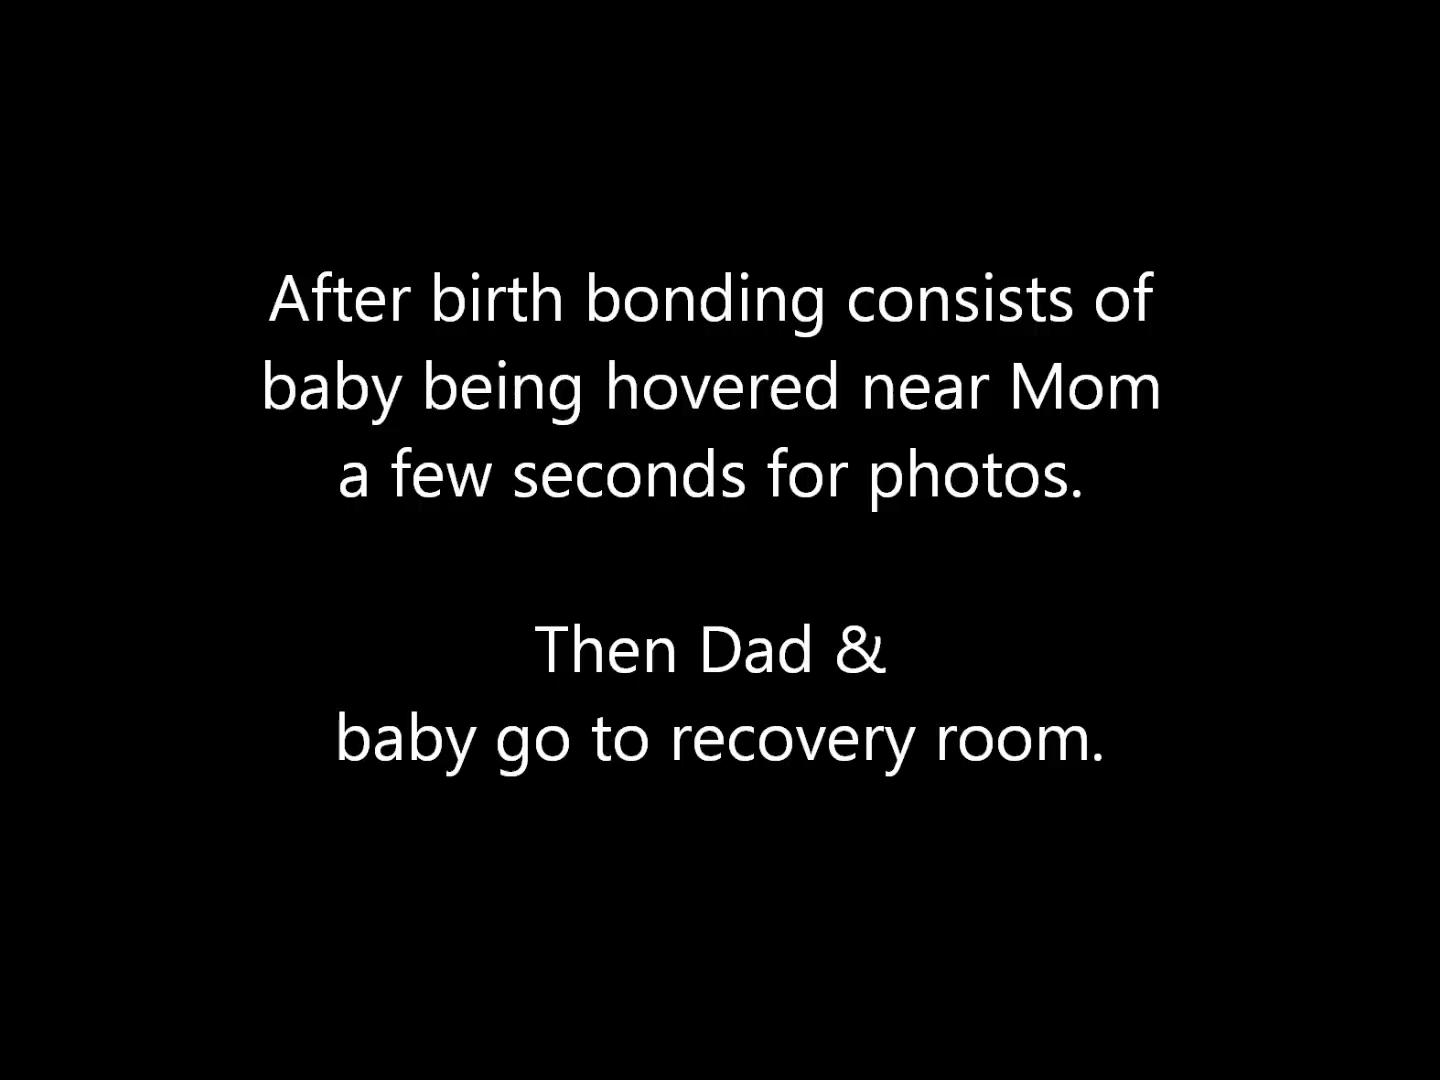 After birth bonding consists of
baby being hovered near Mom
a few seconds for photos.
Then Dad &
baby go to recovery room.